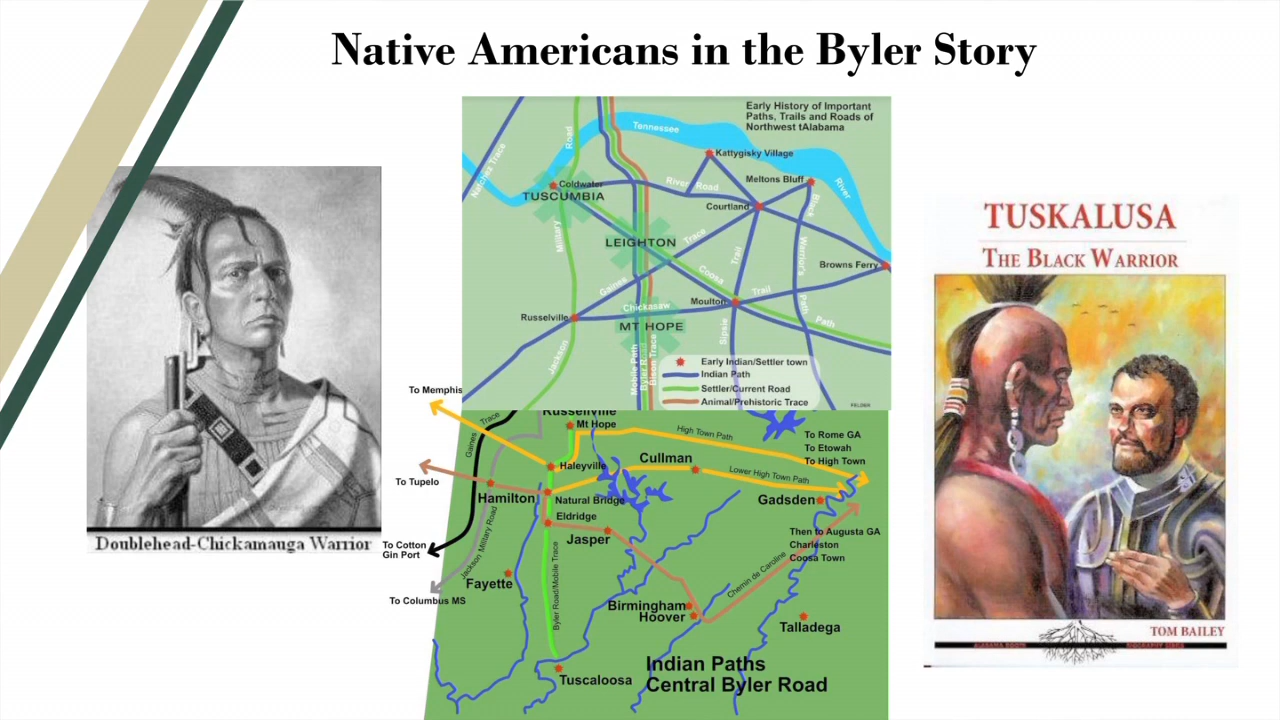 Native Americans in the Byler Story
Doublehead-Chickamauga Warrior
Early History of Important
Paths, Trails and Roads of
Northwest tAlabama
Tennessee
River
Natchez Trace
Military
Road
Kattygisky Village
Meltons Bluff
Coldwater
TUSCUMBIA
River Road
Courtland
Black Warrior's Path
LEIGHTON
Gaines Trace
Trail
Browns Ferry
Coosa
Trail
Path
Moulton
Chickasaw
Russelville
MT HOPE
Sipsie
Jackson
Mobile Path
Byler Road
Bison Trace
Early Indian/Settler town
Indian Path
Settler/Current Road
Animal/Prehistoric Trace
To Memphis
Gaines Trace
Russellville
Mt Hope
High Town Path
To Rome GA
To Etowah
To High Town
Haleyville
Cullman
Lower High Town Path
To Tupelo
Hamilton
Natural Bridge
Gadsden
Eldridge
Jasper
Then to Augusta GA
Charleston
Coosa Town
To Cotton
Gin Port
Jackson Military Road
Fayette
To Columbus MS
Byler Road/Mobile Trace
Chemin de Caroline
Birmingham
Hoover
Talladega
Tuscaloosa
Indian Paths
Central Byler Road
TUSKALUSA
THE BLACK WARRIOR
TOM BAILEY